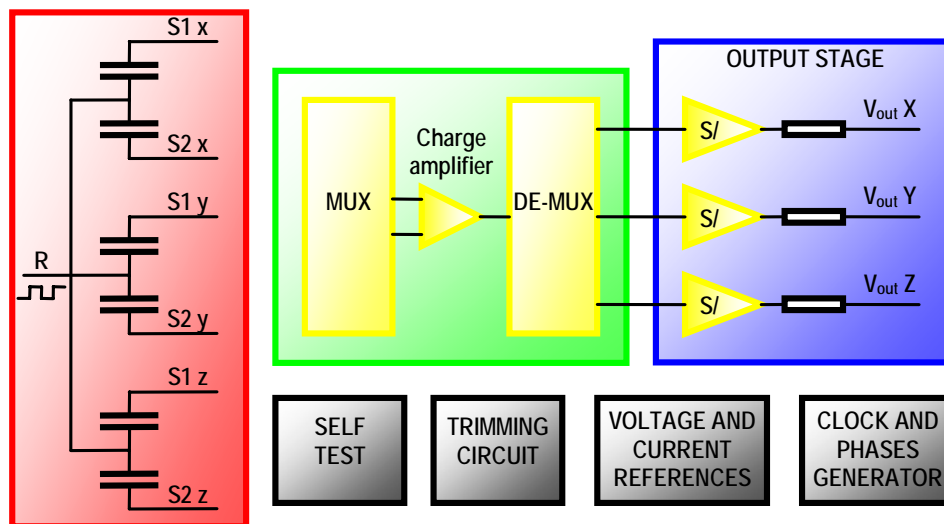 S1 x
S2 x
S1 y
R
S2 y
S1 z
S2 z
MUX
Charge
amplifier
DE-MUX
OUTPUT STAGE
S/
Vout X
S/
Vout Y
S/
Vout Z
SELF
TEST
TRIMMING
CIRCUIT
VOLTAGE AND
CURRENT
REFERENCES
CLOCK AND
PHASES
GENERATOR